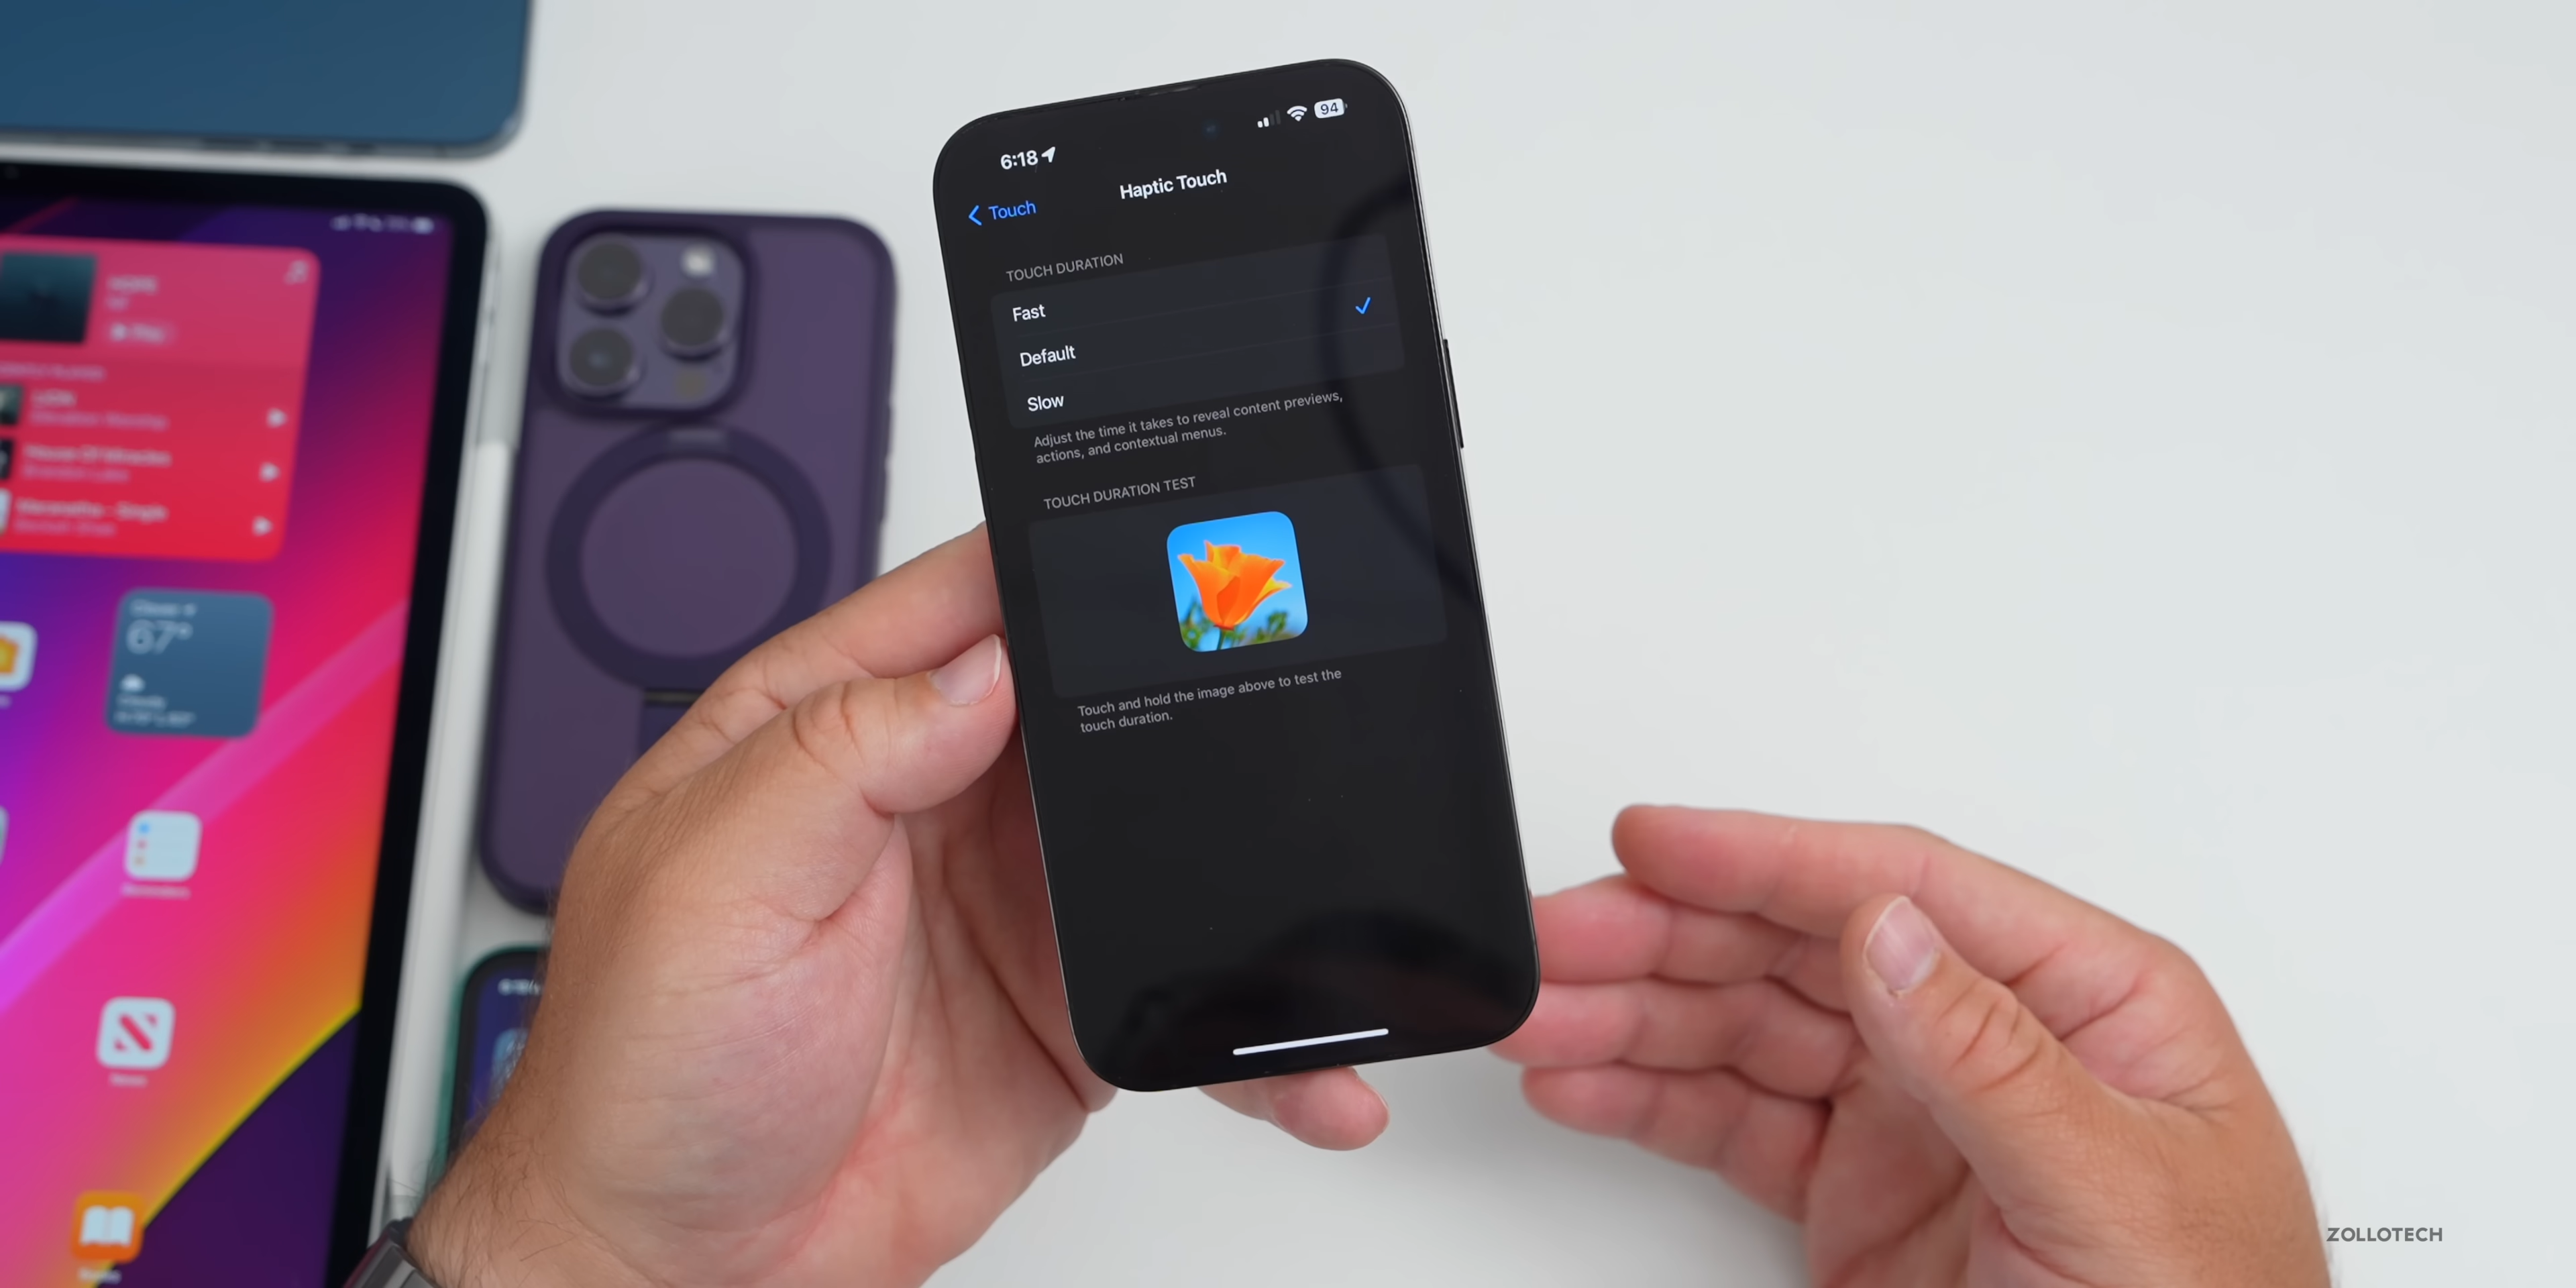 94
6:18
Haptic Touch
Touch
TOUCH DURATION
Fast
Default
Slow
Adjust the time it takes to reveal content previews,
actions, and contextual menus.
TOUCH DURATION TEST
Touch and hold the image above to test the
touch duration.
67°
ZOLLOTECH